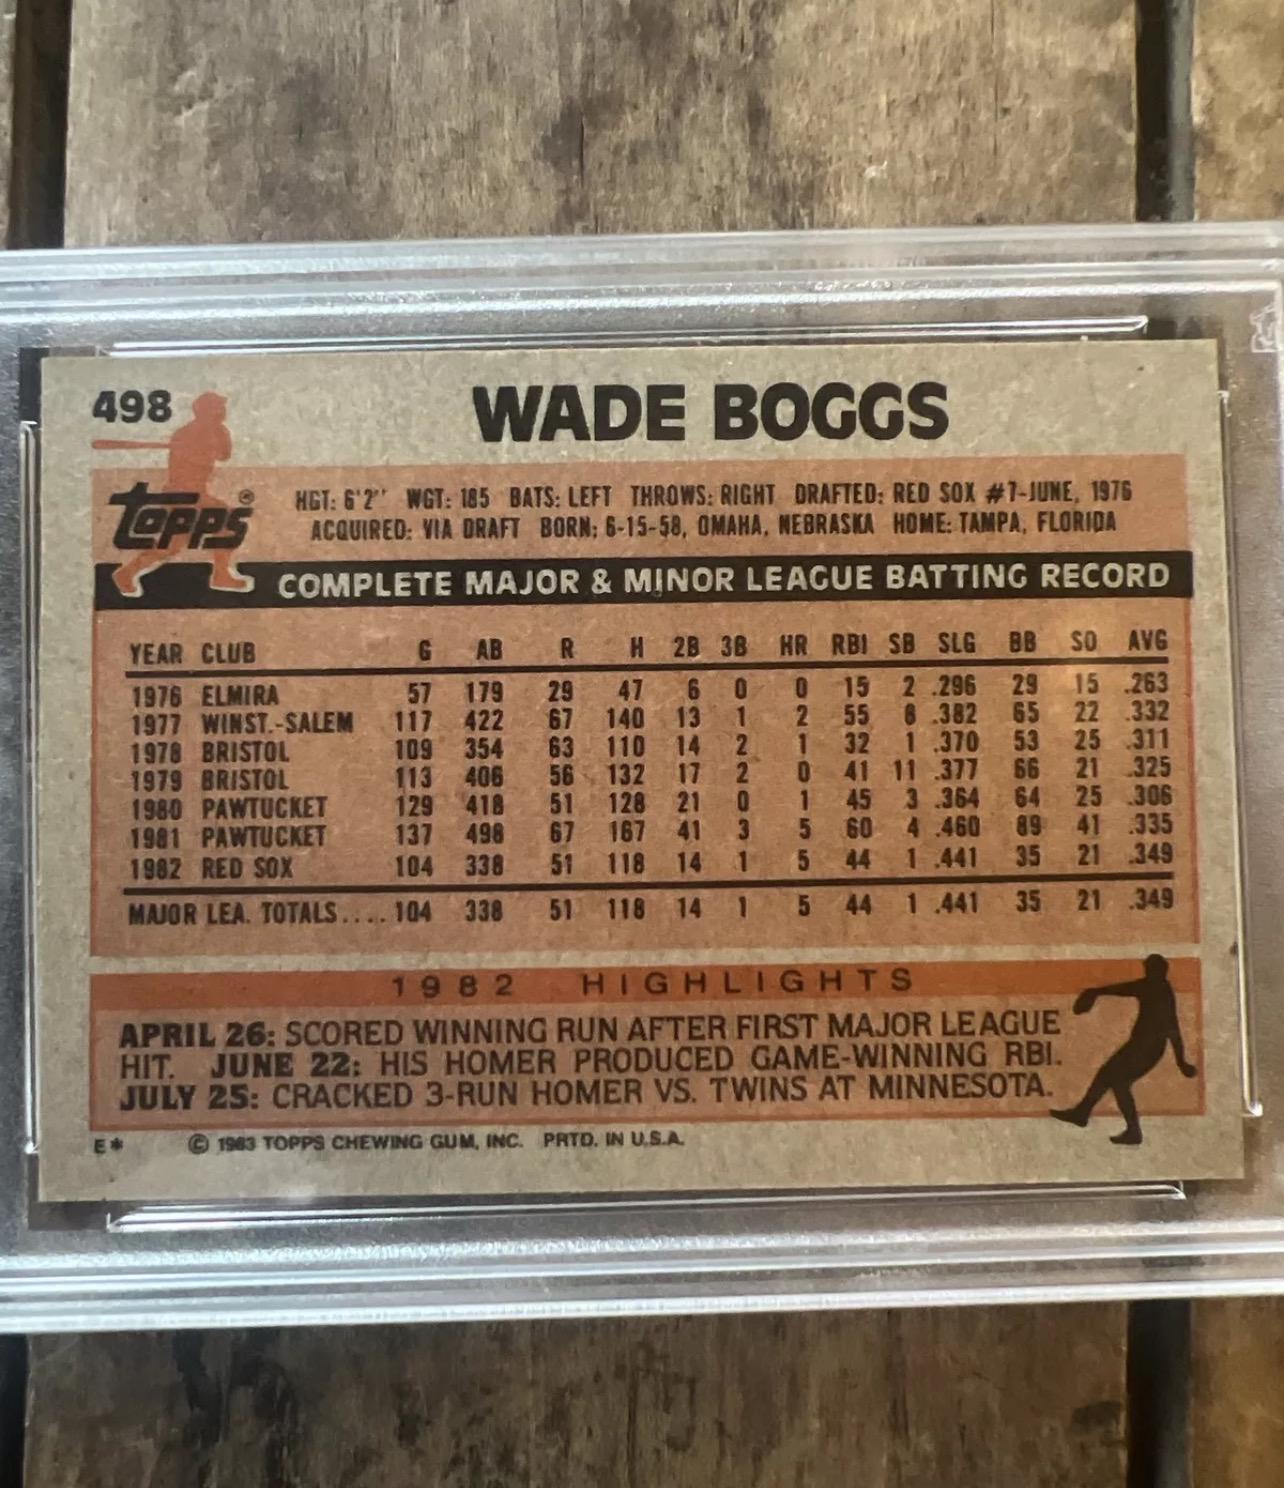 498
WADE BOGGS
Topps®
HGT: 6'2" WGT: 185 BATS: LEFT THROWS: RIGHT DRAFTED: RED SOX #7-JUNE, 1976
ACQUIRED: VIA DRAFT BORN: 6-15-58, OMAHA, NEBRASKA HOME: TAMPA, FLORIDA
COMPLETE MAJOR & MINOR LEAGUE BATTING RECORD
YEAR CLUB G AB R H 2B 3B HR RBI SB SLG BB SO AVG
1976 ELMIRA 57 179 29 47 6 0 0 15 2 .296 29 15 .263
1977 WINST.-SALEM 117 422 67 140 13 1 2 55 8 .382 65 22 .332
1978 BRISTOL 109 354 63 110 14 2 1 32 1 .370 53 25 .311
1979 BRISTOL 113 406 56 132 17 2 0 41 11 .377 66 21 .325
1980 PAWTUCKET 129 418 51 128 21 0 1 45 3 .364 64 25 .306
1981 PAWTUCKET 137 498 67 167 41 3 5 60 4 .460 89 41 .335
1982 RED SOX 104 338 51 118 14 1 5 44 1 .441 35 21 .349
MAJOR LEA. TOTALS.... 104 338 51 118 14 1 5 44 1 .441 35 21 .349
1982 HIGHLIGHTS
APRIL 26: SCORED WINNING RUN AFTER FIRST MAJOR LEAGUE
HIT. JUNE 22: HIS HOMER PRODUCED GAME-WINNING RBI.
JULY 25: CRACKED 3-RUN HOMER VS. TWINS AT MINNESOTA.
E* © 1983 TOPPS CHEWING GUM, INC. PRTD. IN U.S.A.